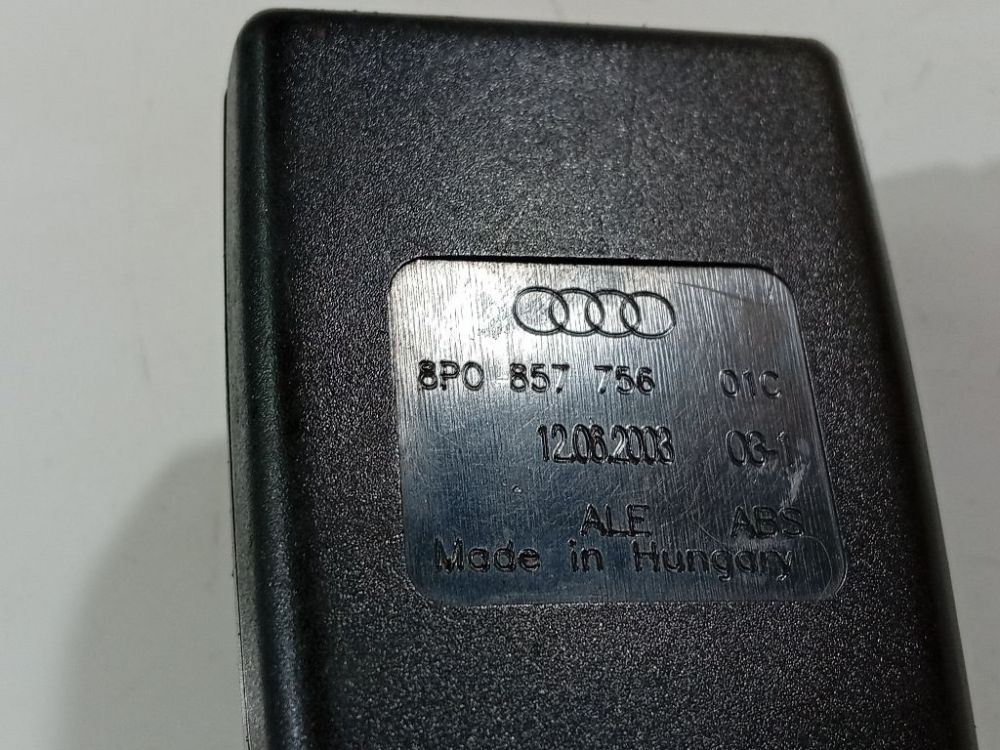 8P0 857 756 01C
12.06.2003 03-1
ALE ABS
Made in Hungary